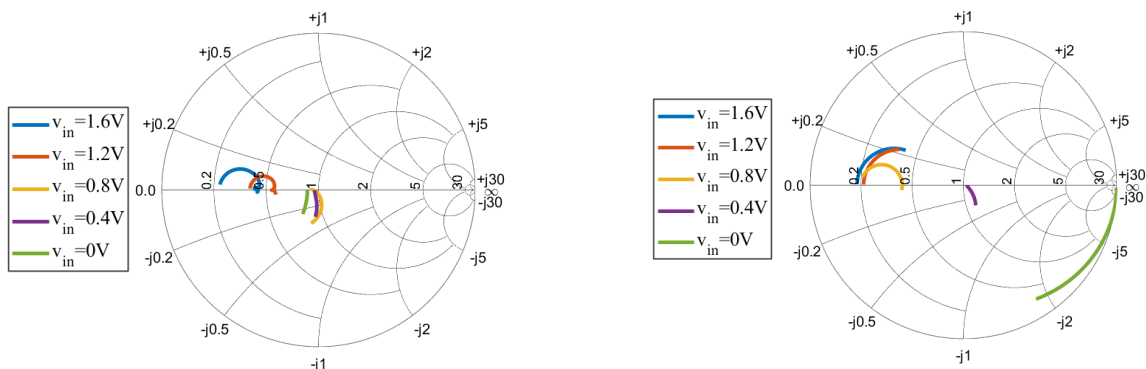 +j1
+j0.5
+j2
v_in=1.6V
v_in=1.2V
v_in=0.8V
v_in=0.4V
v_in=0V
+j0.2
+j5
0.0
0.2
0.5
1
2
5
30
+j30
∞
-j30
-j0.2
-j5
-j0.5
-j2
-j1
+j1
+j0.5
+j2
v_in=1.6V
v_in=1.2V
v_in=0.8V
v_in=0.4V
v_in=0V
+j0.2
+j5
0.0
0.2
0.5
1
2
5
30
+j30
∞
-j30
-j0.2
-j5
-j0.5
-j2
-j1